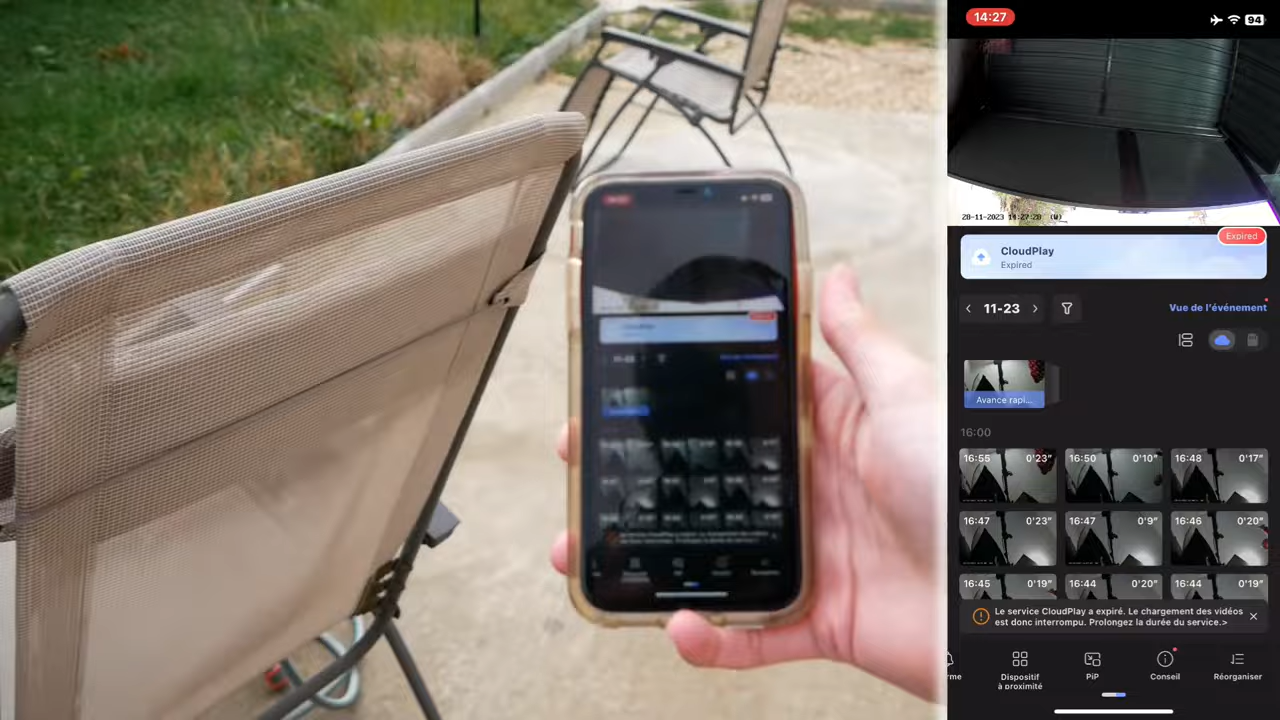 14:27
94
28-11-2023 14:27:28 (W)
Expired
CloudPlay
Expired
11-23
Vue de l'événement
Avance rapi...
16:00
16:55 0'23"
16:50 0'10"
16:48 0'17"
16:47 0'23"
16:47 0'9"
16:46 0'20"
16:45 0'19"
16:44 0'20"
16:44 0'19"
Le service CloudPlay a expiré. Le chargement des vidéos
est donc interrompu. Prolongez la durée du service.>
rme
Dispositif
à proximité
PiP
Conseil
Réorganiser